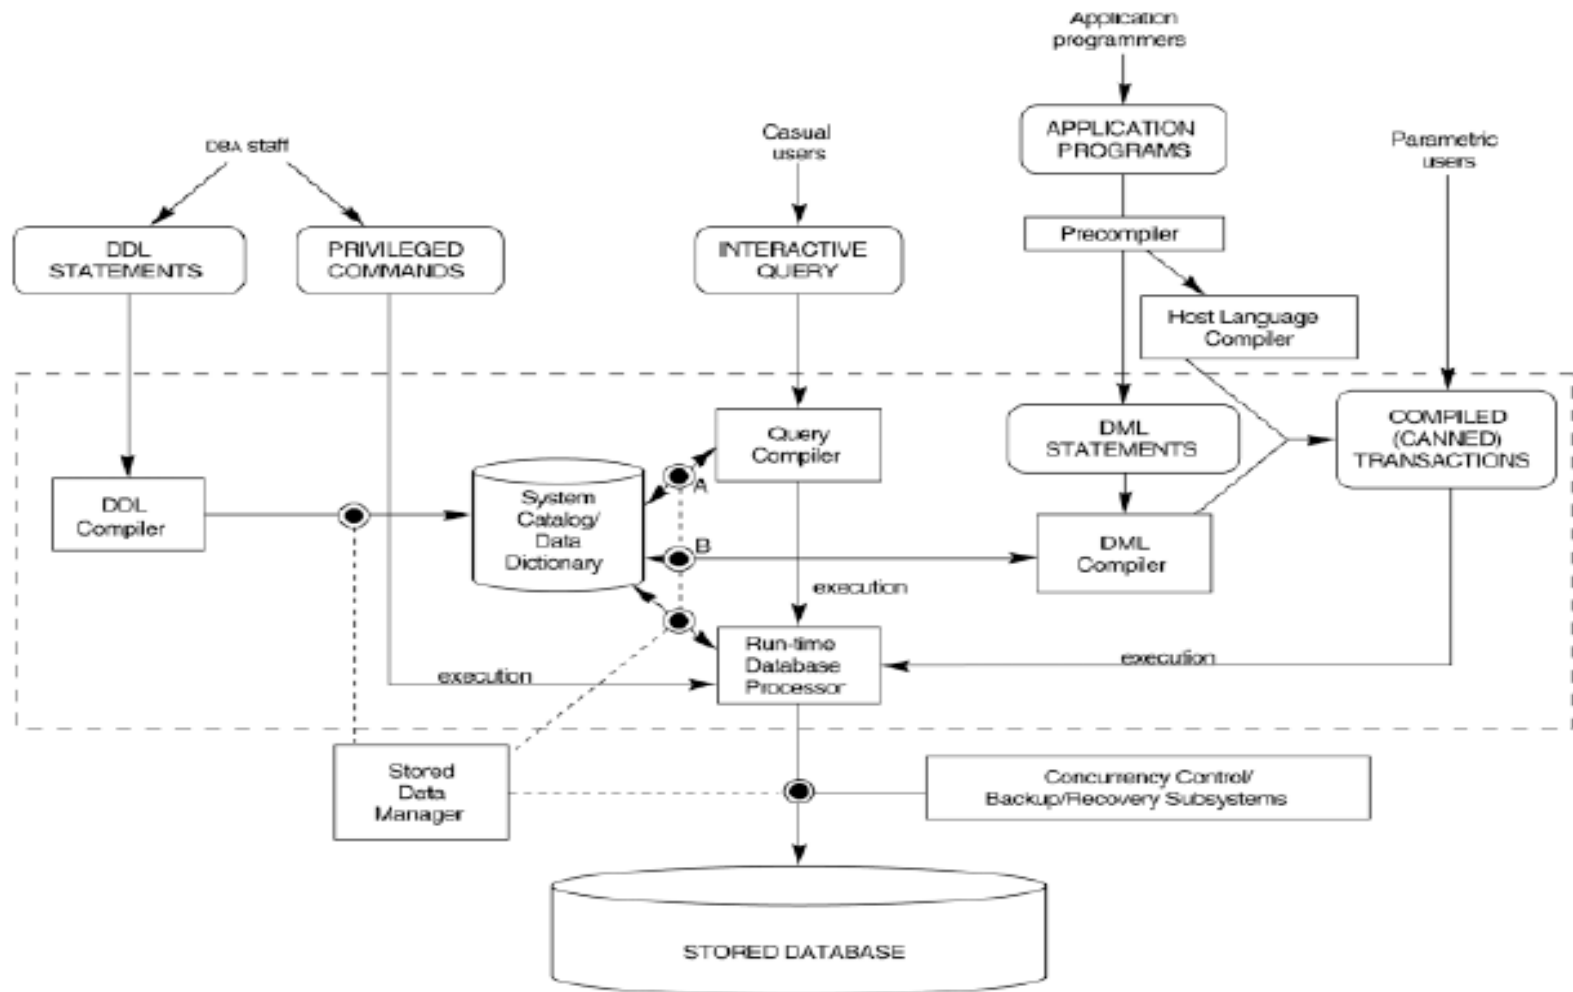 Application
programmers
DBA staff
Casual
users
APPLICATION
PROGRAMS
Parametric
users
DDL
STATEMENTS
PRIVILEGED
COMMANDS
INTERACTIVE
QUERY
Precompiler
Host Language
Compiler
Query
Compiler
DML
STATEMENTS
COMPILED
(CANNED)
TRANSACTIONS
DDL
Compiler
System
Catalog/
Data
Dictionary
A
B
DML
Compiler
execution
Run-time
Database
Processor
execution
execution
Stored
Data
Manager
Concurrency Control/
Backup/Recovery Subsystems
STORED DATABASE